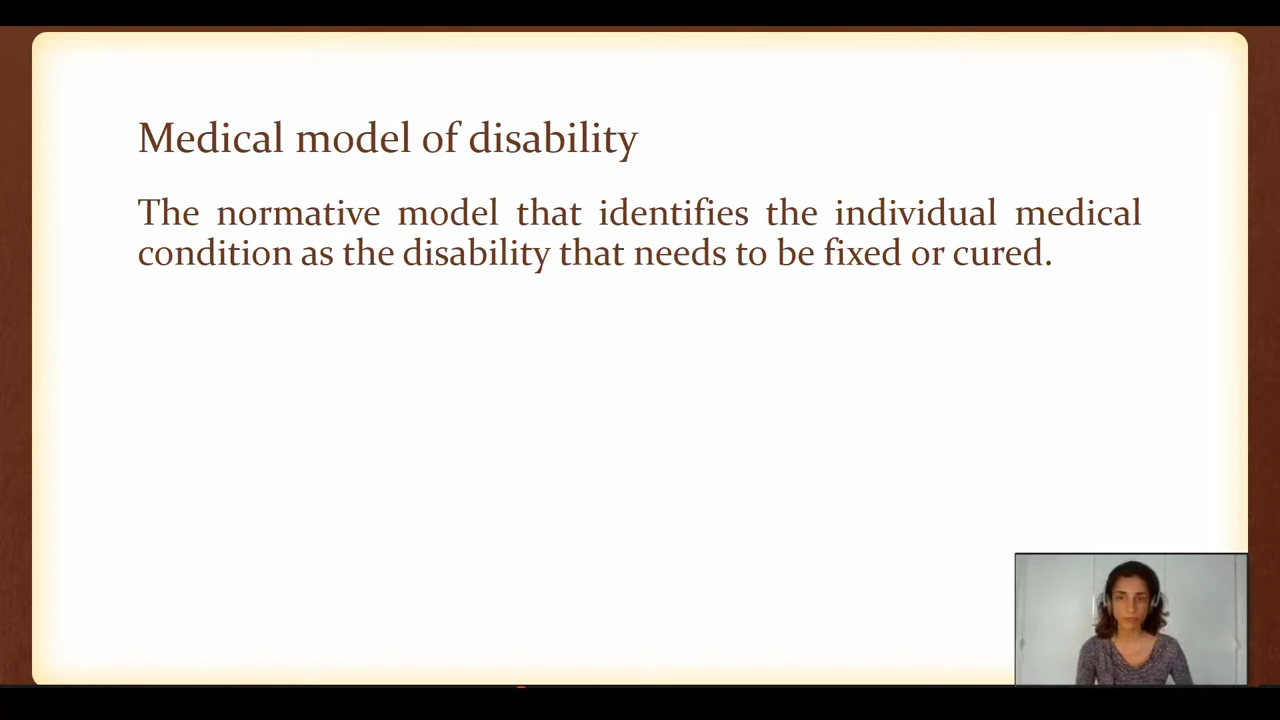 Medical model of disability
The normative model that identifies the individual medical
condition as the disability that needs to be fixed or cured.